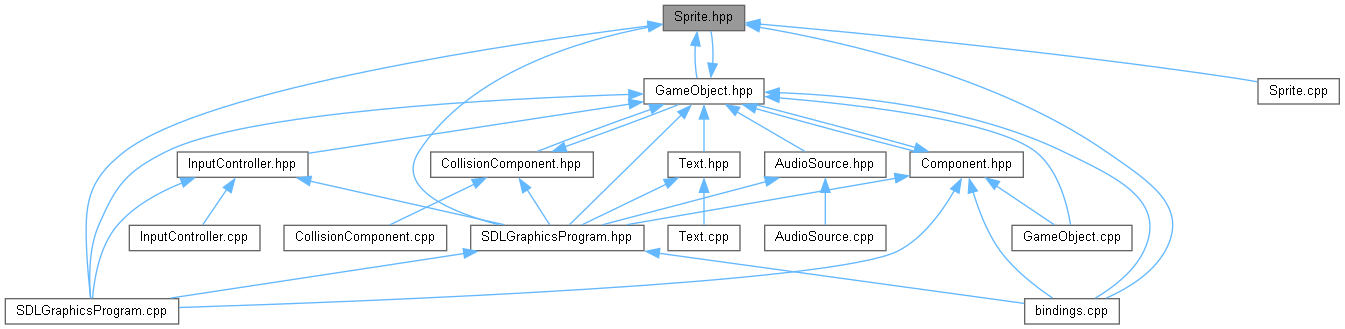 Sprite.hpp
GameObject.hpp
Sprite.cpp
InputController.hpp
CollisionComponent.hpp
Text.hpp
AudioSource.hpp
Component.hpp
InputController.cpp
CollisionComponent.cpp
SDLGraphicsProgram.hpp
Text.cpp
AudioSource.cpp
GameObject.cpp
SDLGraphicsProgram.cpp
bindings.cpp